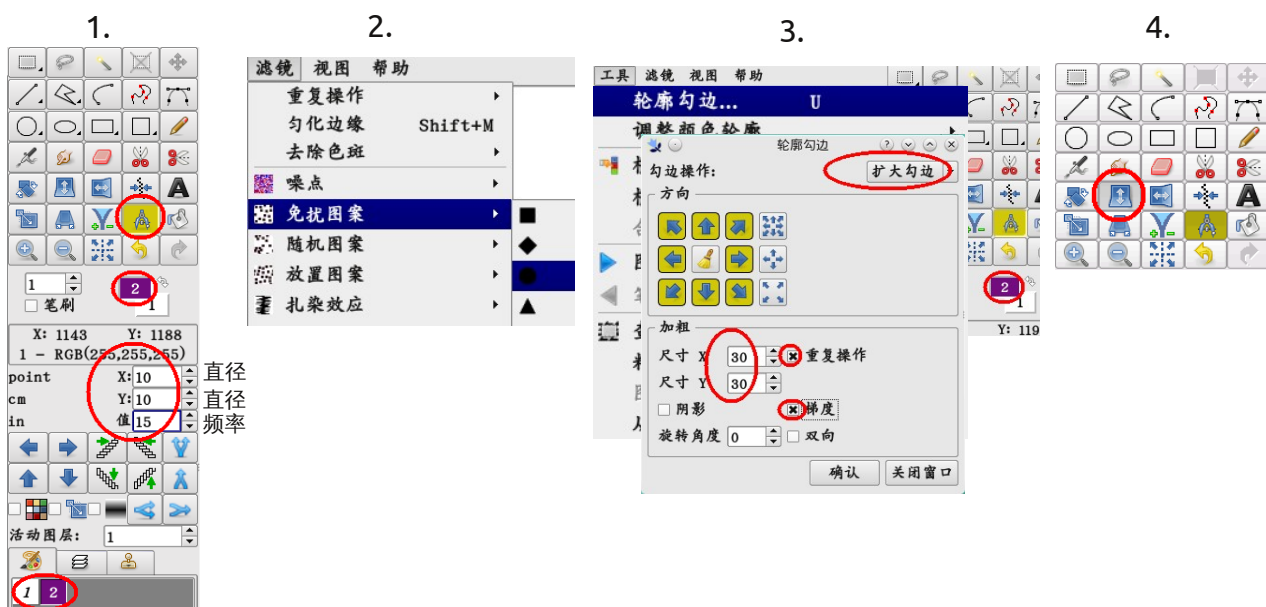 1.
1
笔刷
2
1
X: 1143 Y: 1188
1 - RGB(255,255,255)
point X: 10 直径
cm Y: 10 直径
in 值 15 频率
活动图层: 1
1 2
2.
滤镜 视图 帮助
重复操作
匀化边缘 Shift+M
去除色斑
噪点
免扰图案
随机图案
放置图案
扎染效应
3.
工具 滤镜 视图 帮助
轮廓勾边... U
调整颜色轮廓
轮廓勾边
勾边操作: 扩大勾边
方向
加粗
尺寸 X 30 重复操作
尺寸 Y 30
阴影 梯度
旋转角度 0 双向
确认 关闭窗口
2
1
Y: 119
4.